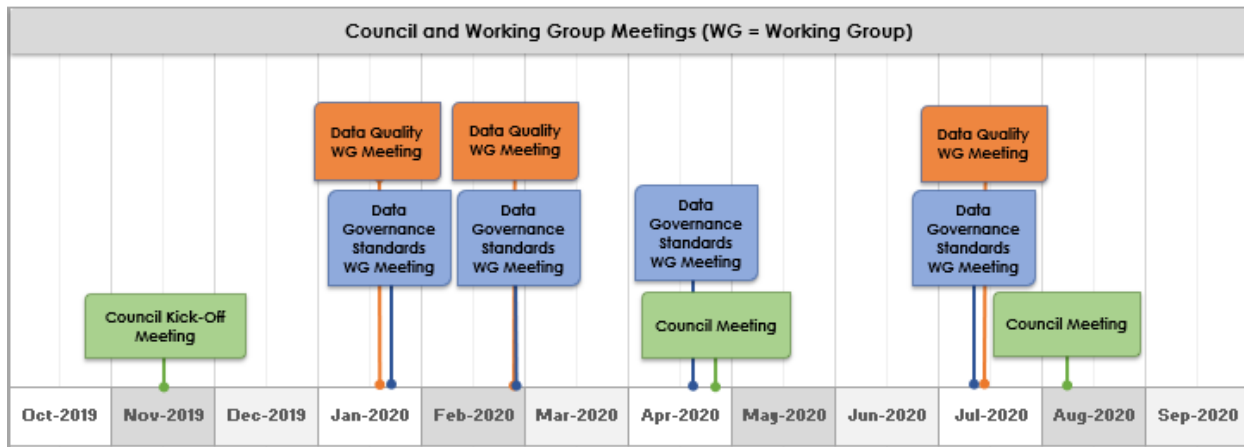 Council and Working Group Meetings (WG = Working Group)
Data Quality
WG Meeting
Data Quality
WG Meeting
Data Quality
WG Meeting
Data
Governance
Standards
WG Meeting
Data
Governance
Standards
WG Meeting
Data
Governance
Standards
WG Meeting
Data
Governance
Standards
WG Meeting
Council Kick-Off
Meeting
Council Meeting
Council Meeting
Oct-2019 Nov-2019 Dec-2019 Jan-2020 Feb-2020 Mar-2020 Apr-2020 May-2020 Jun-2020 Jul-2020 Aug-2020 Sep-2020